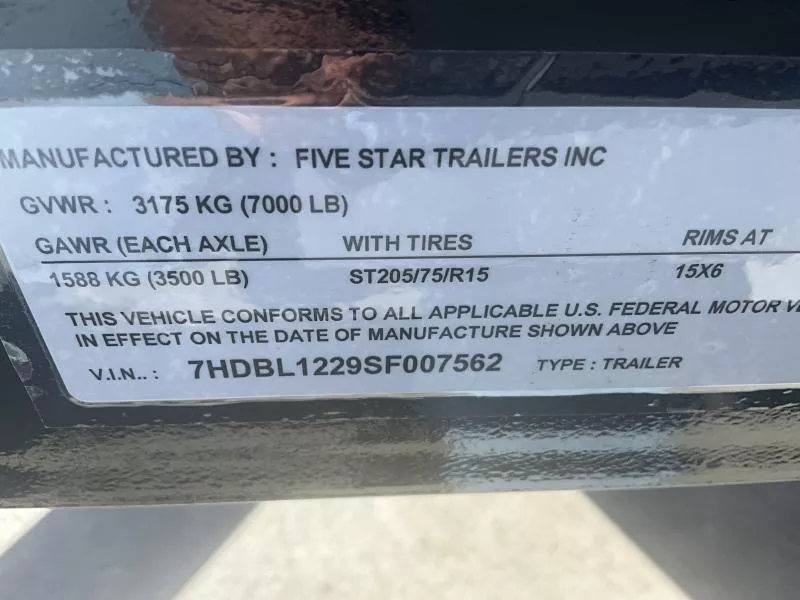 MANUFACTURED BY : FIVE STAR TRAILERS INC
GVWR : 3175 KG (7000 LB)
GAWR (EACH AXLE) WITH TIRES RIMS AT
1588 KG (3500 LB) ST205/75/R15 15X6
THIS VEHICLE CONFORMS TO ALL APPLICABLE U.S. FEDERAL MOTOR
IN EFFECT ON THE DATE OF MANUFACTURE SHOWN ABOVE
V.I.N.. : 7HDBL1229SF007562 TYPE : TRAILER